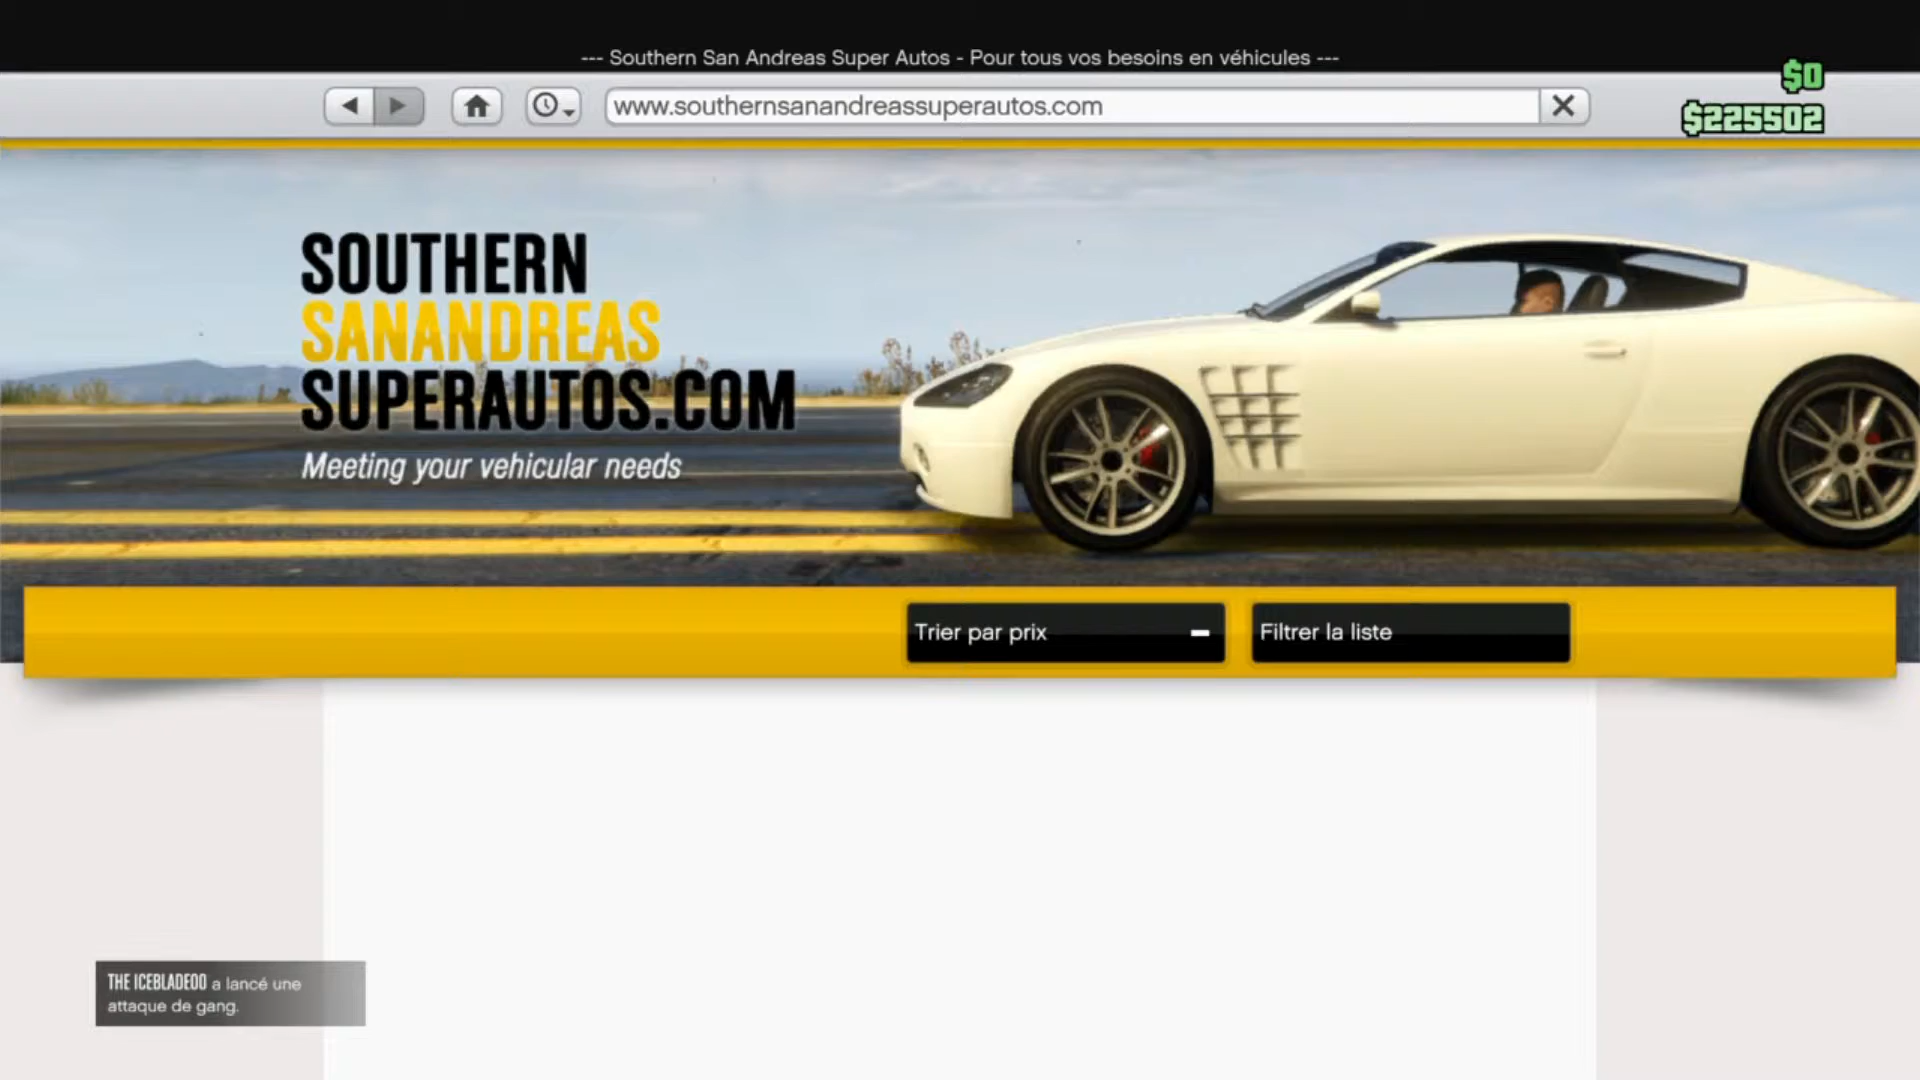 --- Southern San Andreas Super Autos - Pour tous vos besoins en véhicules ---
$0
www.southernsanandreassuperautos.com
$225502
SOUTHERN
SANANDREAS
SUPERAUTOS.COM
Meeting your vehicular needs
Trier par prix
Filtrer la liste
THE ICEBLADE00 a lancé une
attaque de gang.